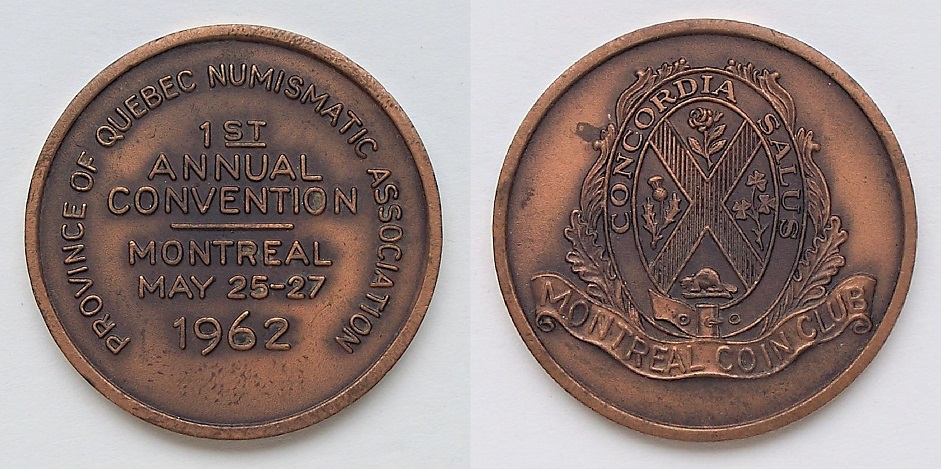 PROVINCE OF QUEBEC NUMISMATIC ASSOCIATION
1ST
ANNUAL
CONVENTION
MONTREAL
MAY 25-27
1962
CONCORDIA SALUS
MONTREAL COIN CLUB